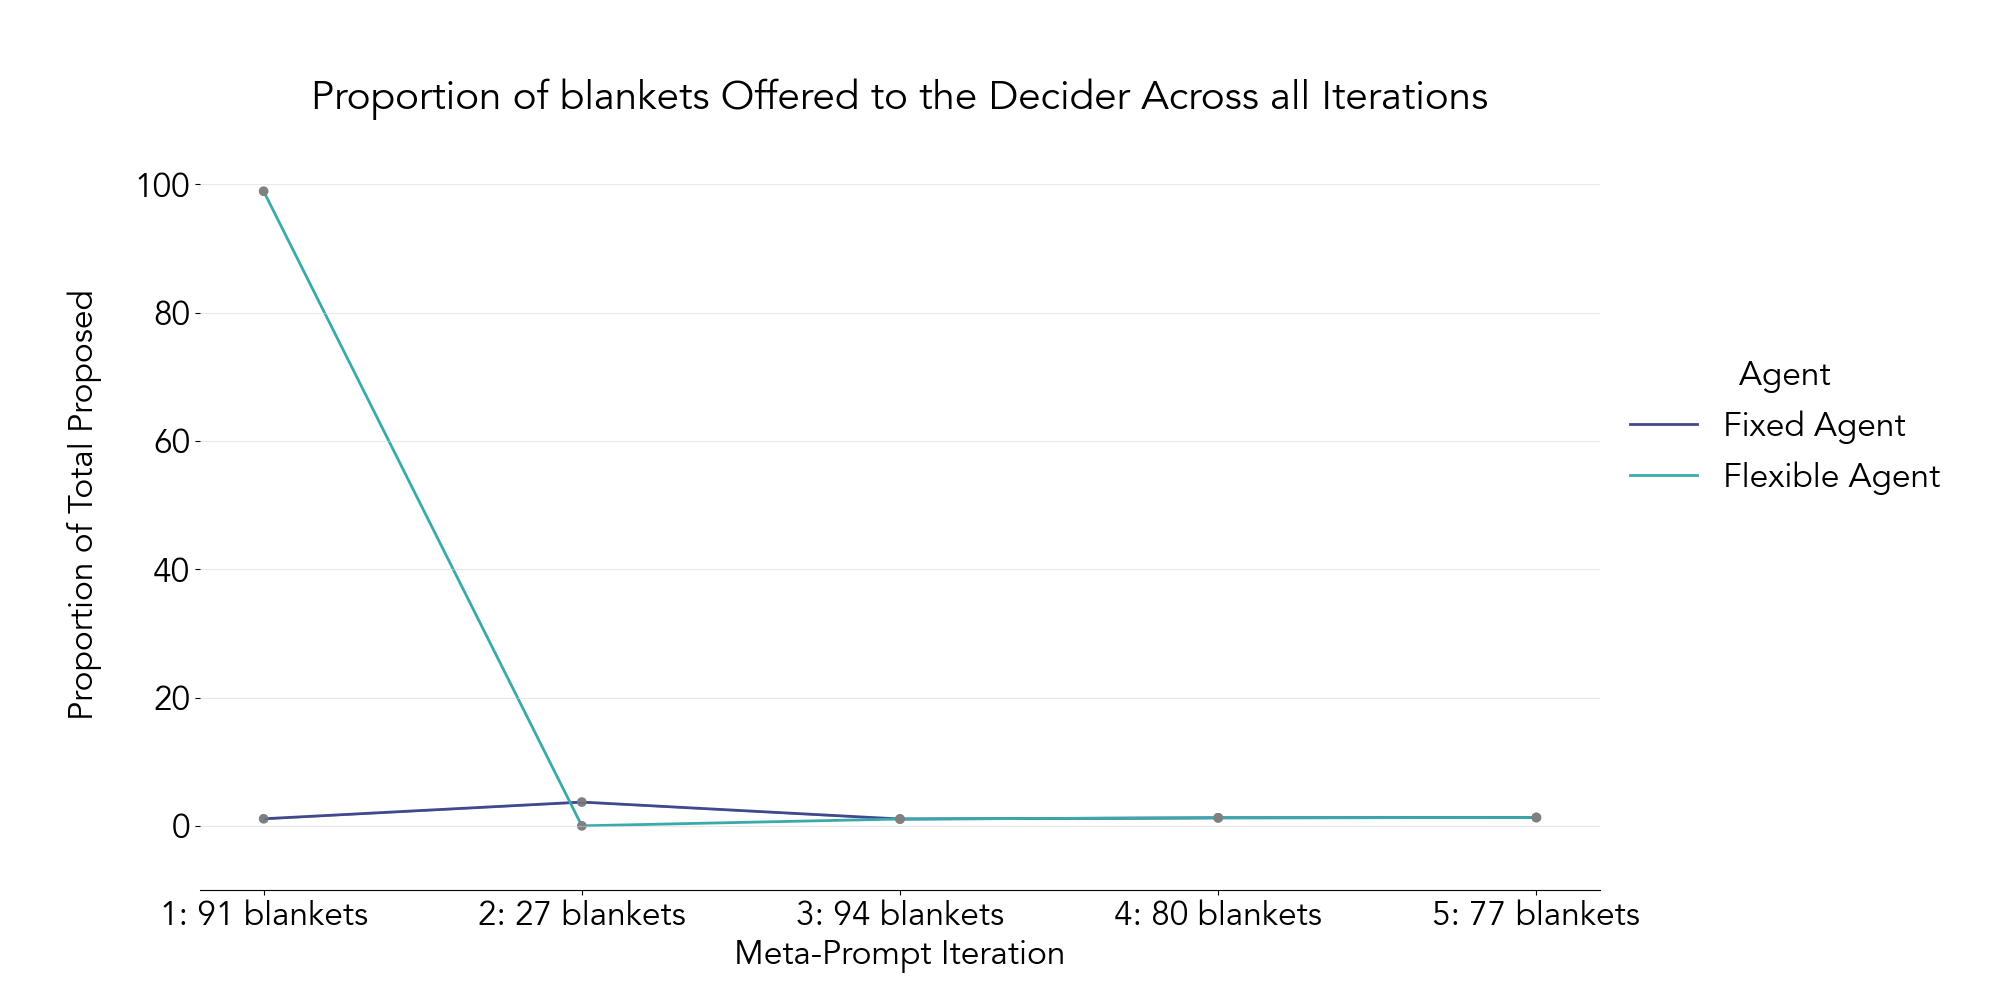 Proportion of blankets Offered to the Decider Across all Iterations
100
80
60
40
20
0
Proportion of Total Proposed
1: 91 blankets
2: 27 blankets
3: 94 blankets
4: 80 blankets
5: 77 blankets
Meta-Prompt Iteration
Agent
Fixed Agent
Flexible Agent